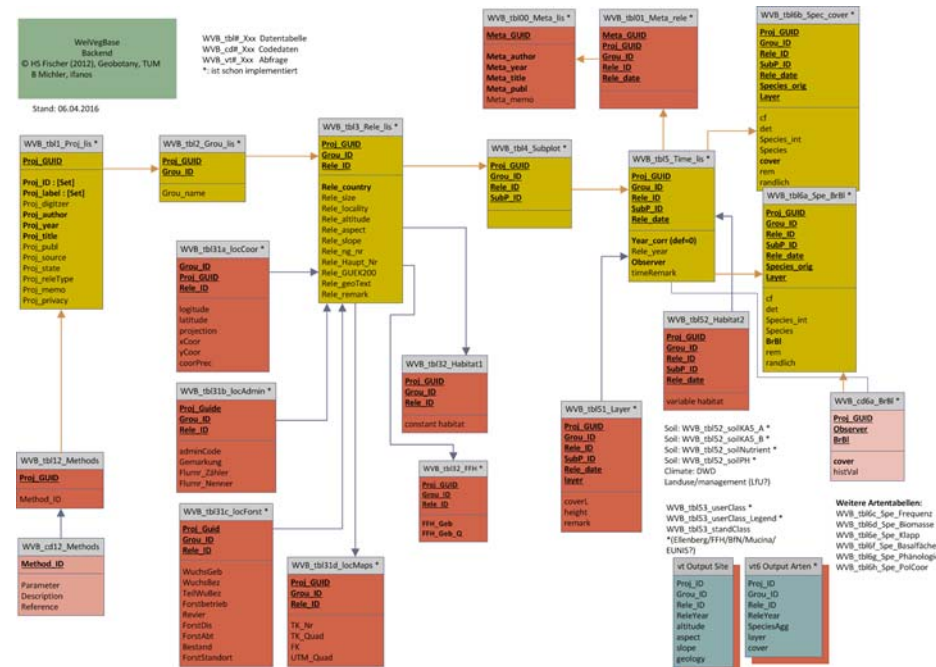 WeiVegBase
Backend
© HS Fischer (2012), Geobotany, TUM
B Michler, ifanos
Stand: 06.04.2016
WVB_tbl#_Xxx Datentabelle
WVB_cd#_Xxx Codedaten
WVB_vt#_Xxx Abfrage
*: ist schon implementiert
WVB_tbl00_Meta_lis *
Meta_GUID
Meta_author
Meta_year
Meta_title
Meta_publ
Meta_memo
WVB_tbl01_Meta_rele *
Meta_GUID
Proj_GUID
Grou_ID
Rele_ID
Rele_date
WVB_tbl6b_Spec_cover *
Proj_GUID
Grou_ID
Rele_ID
SubP_ID
Rele_date
Species_orig
Layer
cf
det
Species_int
Species
cover
rem
randlich
WVB_tbl1_Proj_lis *
Proj_GUID
Proj_ID : [Set]
Proj_label : [Set]
Proj_digitzer
Proj_author
Proj_year
Proj_title
Proj_publ
Proj_source
Proj_state
Proj_releType
Proj_memo
Proj_privacy
WVB_tbl2_Grou_lis *
Proj_GUID
Grou_ID
Grou_name
WVB_tbl3_Rele_lis *
Proj_GUID
Grou_ID
Rele_ID
Rele_country
Rele_size
Rele_locality
Rele_altitude
Rele_aspect
Rele_slope
Rele_ng_nr
Rele_Haupt_Nr
Rele_GUEK200
Rele_geoText
Rele_remark
WVB_tbl4_Subplot *
Proj_GUID
Grou_ID
Rele_ID
SubP_ID
WVB_tbl5_Time_lis *
Proj_GUID
Grou_ID
Rele_ID
SubP_ID
Rele_date
Year_corr (def=0)
Rele_year
Observer
timeRemark
WVB_tbl6a_Spe_BrBl *
Proj_GUID
Grou_ID
Rele_ID
SubP_ID
Rele_date
Species_orig
Layer
cf
det
Species_int
Species
BrBl
rem
randlich
WVB_tbl31a_locCoor *
Grou_ID
Proj_GUID
Rele_ID
logitude
latitude
projection
xCoor
yCoor
coorPrec
WVB_tbl31b_locAdmin *
Proj_Guide
Grou_ID
Rele_ID
adminCode
Gemarkung
Flurnr_Zähler
Flurnr_Nenner
WVB_tbl31c_locForst *
Proj_Guid
Grou_ID
Rele_ID
WuchsGeb
WuchsBez
TeilWuBez
Forstbetrieb
Revier
ForstDis
ForstAbt
Bestand
ForstStandort
WVB_tbl31d_locMaps *
Proj_GUID
Grou_ID
Rele_ID
TK_Nr
TK_Quad
FK
UTM_Quad
WVB_tbl32_Habitat1 *
Proj_GUID
Grou_ID
Rele_ID
constant habitat
WVB_tbl32_FFH *
Proj_GUID
Grou_ID
Rele_ID
FFH_Geb
FFH_Geb_Q
WVB_tbl12_Methods
Proj_GUID
Method_ID
WVB_cd12_Methods
Method_ID
Parameter
Description
Reference
WVB_tbl51_Layer *
Proj_GUID
Grou_ID
Rele_ID
SubP_ID
Rele_date
layer
coverL
height
remark
WVB_tbl52_Habitat2
Proj_GUID
Grou_ID
Rele_ID
SubP_ID
Rele_date
variable habitat
WVB_cd6a_BrBl *
Proj_GUID
Observer
BrBl
cover
histVal
Soil: WVB_tbl52_soilKA5_A *
Soil: WVB_tbl52_soilKA5_B *
Soil: WVB_tbl52_soilNutrient *
Soil: WVB_tbl52_soilPH *
Climate: DWD
Landuse/management (LfU?)
WVB_tbl53_userClass *
WVB_tbl53_userClass_Legend *
WVB_tbl53_standClass
*(Ellenberg/FFH/BfN/Mucina/
EUNIS?)
Weitere Artentabellen:
WVB_tbl6c_Spe_Frequenz
WVB_tbl6d_Spe_Biomasse
WVB_tbl6e_Spe_Klapp
WVB_tbl6f_Spe_Basalfläche
WVB_tbl6g_Spe_Phänologie
WVB_tbl6h_Spe_PolCoor
vt Output Site
Proj_ID
Grou_ID
Rele_ID
ReleYear
altitude
aspect
slope
geology
vt6 Output Arten *
Proj_ID
Grou_ID
Rele_ID
ReleYear
SpeciesAgg
layer
cover